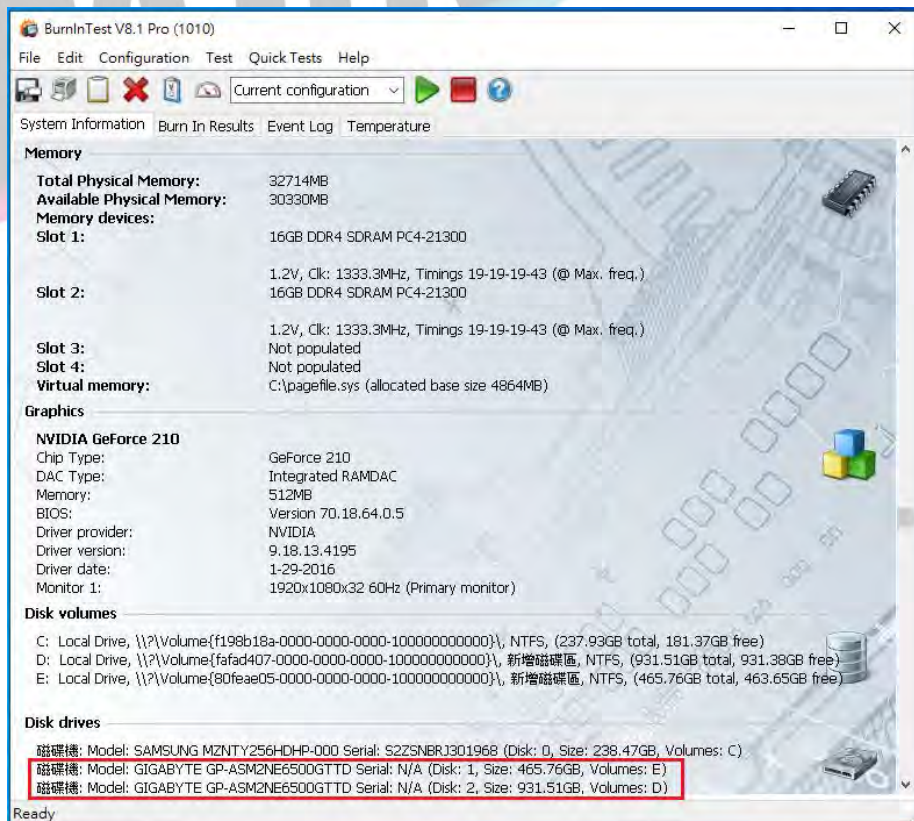 BurnInTest V8.1 Pro (1010)
File Edit Configuration Test Quick Tests Help
Current configuration
System Information Burn In Results Event Log Temperature
Memory
Total Physical Memory: 32714MB
Available Physical Memory: 30330MB
Memory devices:
Slot 1: 16GB DDR4 SDRAM PC4-21300
1.2V, Clk: 1333.3MHz, Timings 19-19-19-43 (@ Max. freq.)
Slot 2: 16GB DDR4 SDRAM PC4-21300
1.2V, Clk: 1333.3MHz, Timings 19-19-19-43 (@ Max. freq.)
Slot 3: Not populated
Slot 4: Not populated
Virtual memory: C:\pagefile.sys (allocated base size 4864MB)
Graphics
NVIDIA GeForce 210
Chip Type: GeForce 210
DAC Type: Integrated RAMDAC
Memory: 512MB
BIOS: Version 70.18.64.0.5
Driver provider: NVIDIA
Driver version: 9.18.13.4195
Driver date: 1-29-2016
Monitor 1: 1920x1080x32 60Hz (Primary monitor)
Disk volumes
C: Local Drive, \\?\Volume{f198b18a-0000-0000-0000-100000000000}\, NTFS, (237.93GB total, 181.37GB free)
D: Local Drive, \\?\Volume{fafad407-0000-0000-0000-100000000000}\, 新增磁碟區, NTFS, (931.51GB total, 931.38GB free)
E: Local Drive, \\?\Volume{80feae05-0000-0000-0000-100000000000}\, 新增磁碟區, NTFS, (465.76GB total, 463.65GB free)
Disk drives
磁碟機: Model: SAMSUNG MZNTY256HDHP-000 Serial: S2ZSNBRJ301968 (Disk: 0, Size: 238.47GB, Volumes: C)
磁碟機: Model: GIGABYTE GP-ASM2NE6500GTTD Serial: N/A (Disk: 1, Size: 465.76GB, Volumes: E)
磁碟機: Model: GIGABYTE GP-ASM2NE6500GTTD Serial: N/A (Disk: 2, Size: 931.51GB, Volumes: D)
Ready